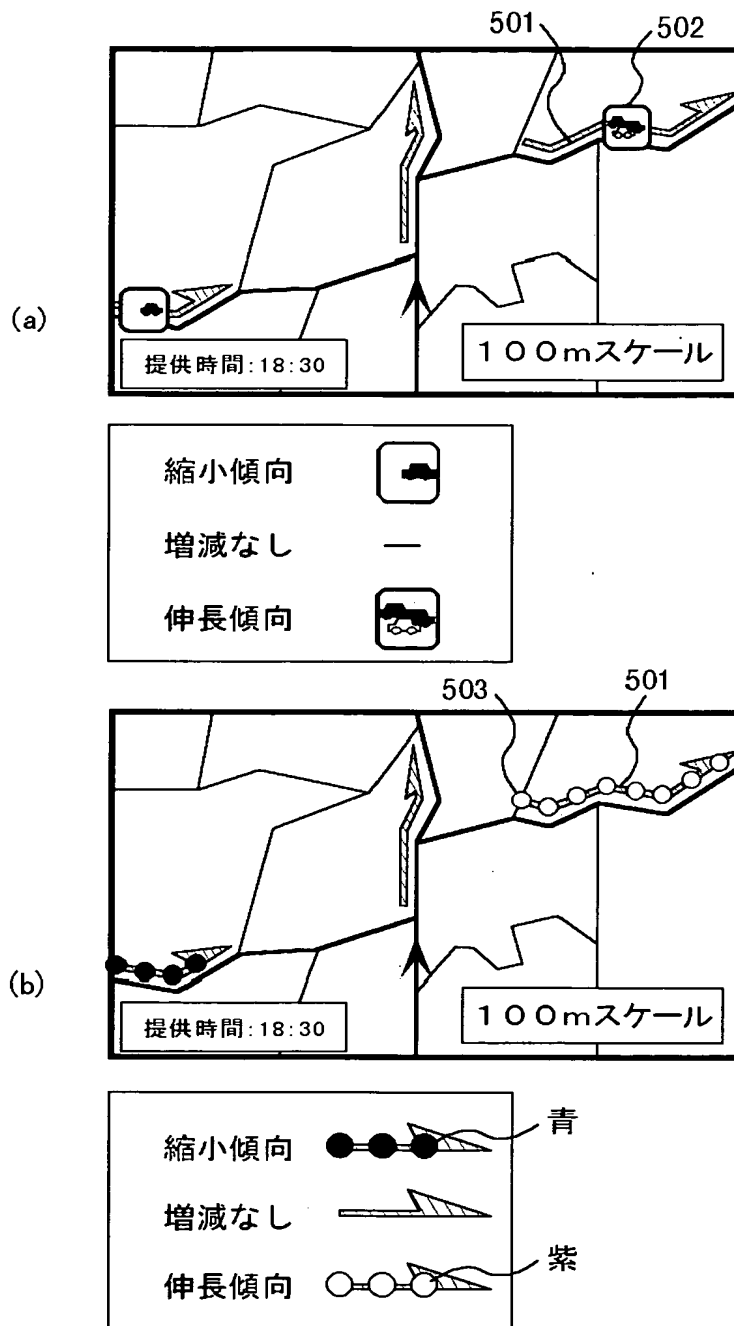 501
502
(a)
提供時間:18:30
100mスケール
縮小傾向
増減なし
—
伸長傾向
503
501
(b)
提供時間:18:30
100mスケール
縮小傾向
青
増減なし
伸長傾向
紫